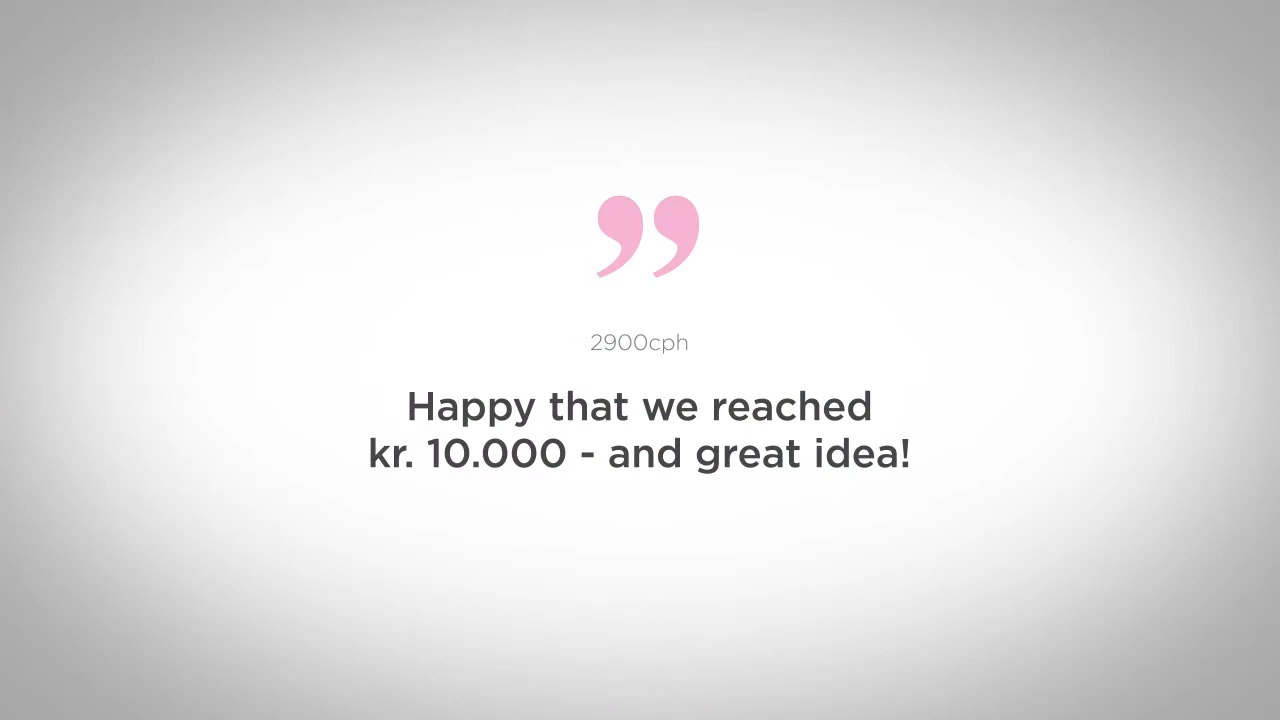 ”
2900cph
Happy that we reached
kr. 10.000 - and great idea!